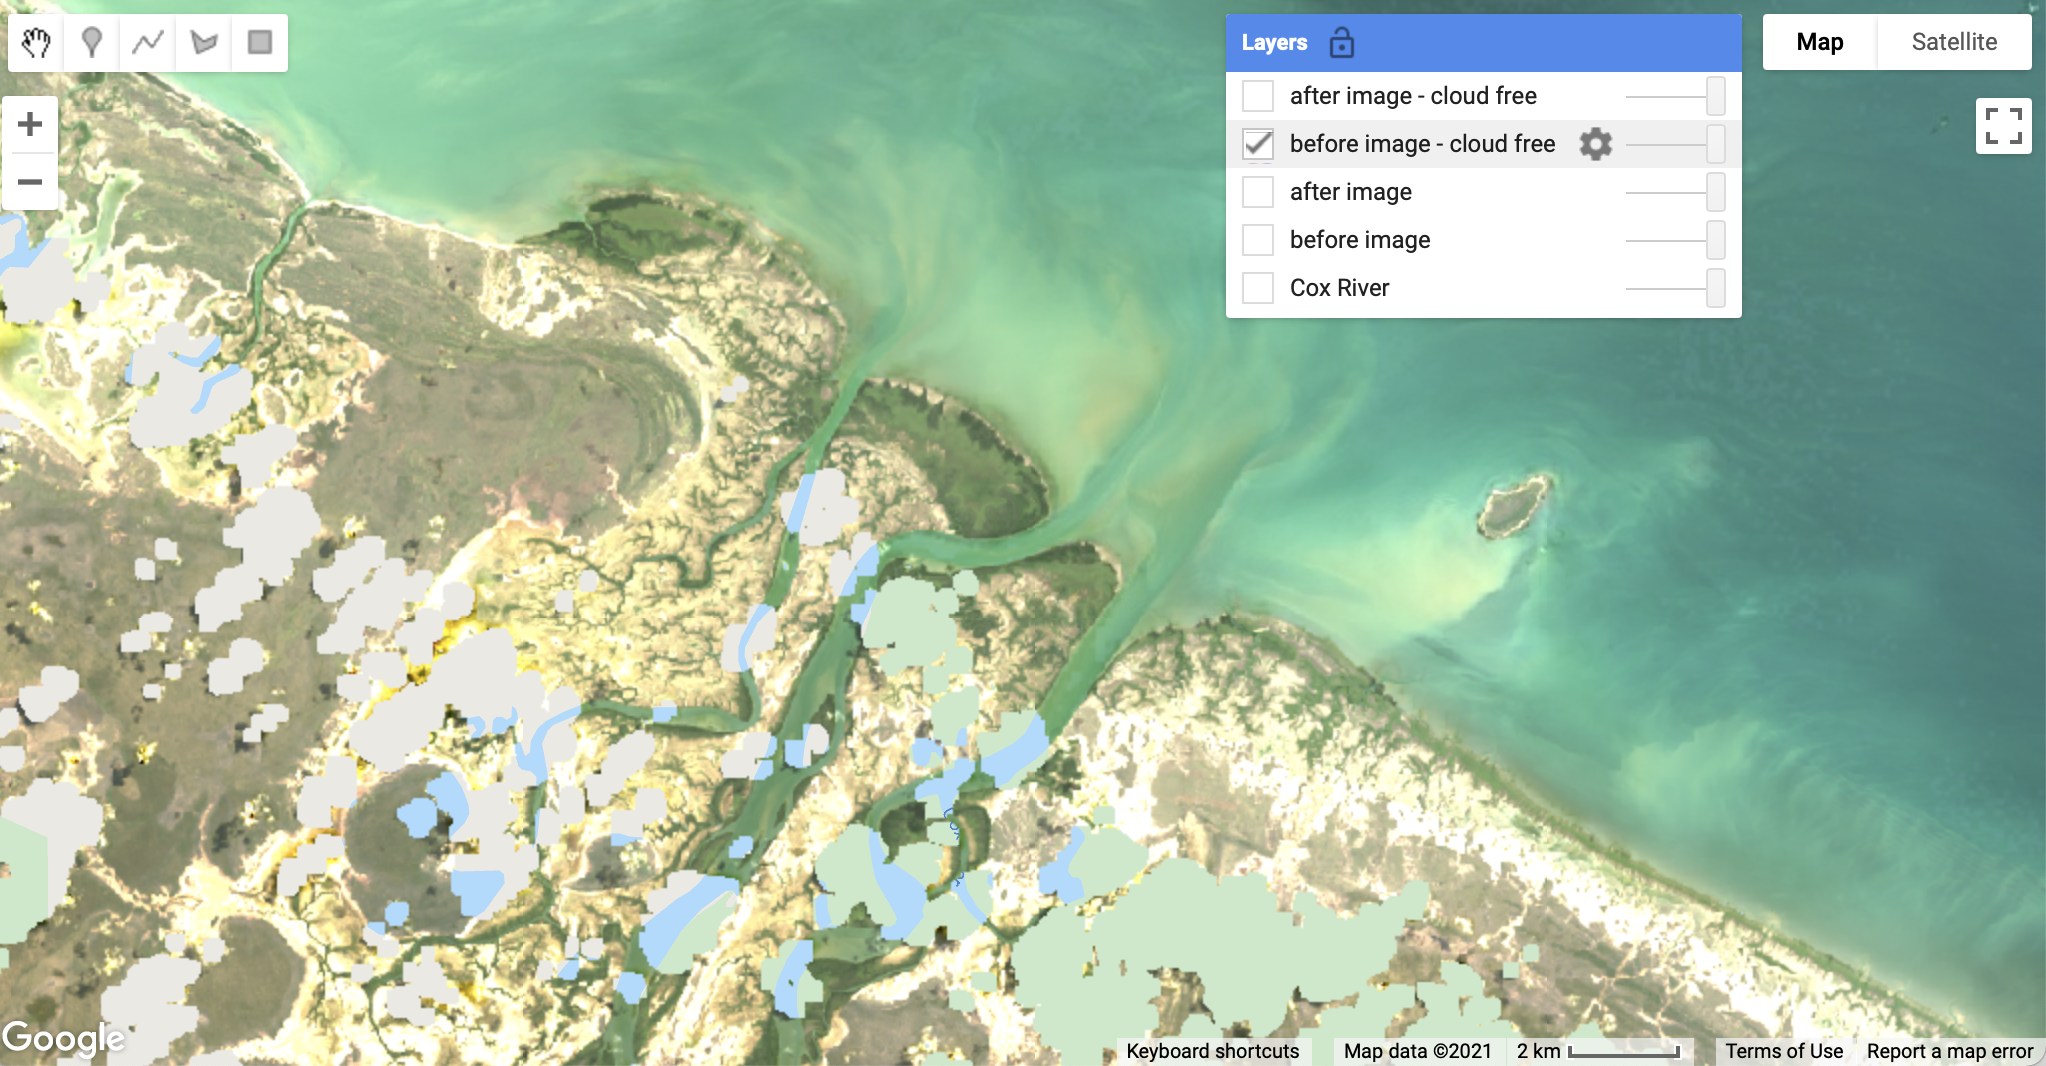 Layers
Map
Satellite
after image - cloud free
before image - cloud free
after image
before image
Cox River
Google
Keyboard shortcuts
Map data ©2021
2 km
Terms of Use
Report a map error